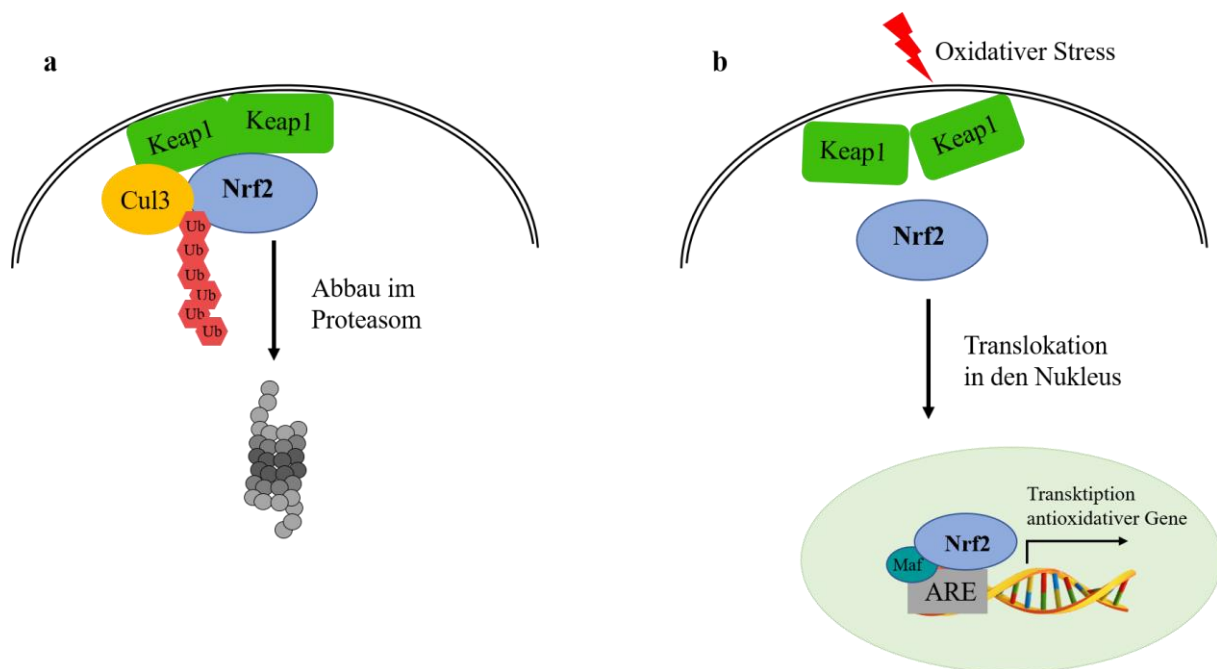 a
Keap1
Keap1
Cul3
Nrf2
Ub
Ub
Ub
Ub
Ub
Ub
Abbau im
Proteasom
b
Oxidativer Stress
Keap1
Keap1
Nrf2
Translokation
in den Nukleus
Transktiption
antioxidativer Gene
Nrf2
Maf
ARE